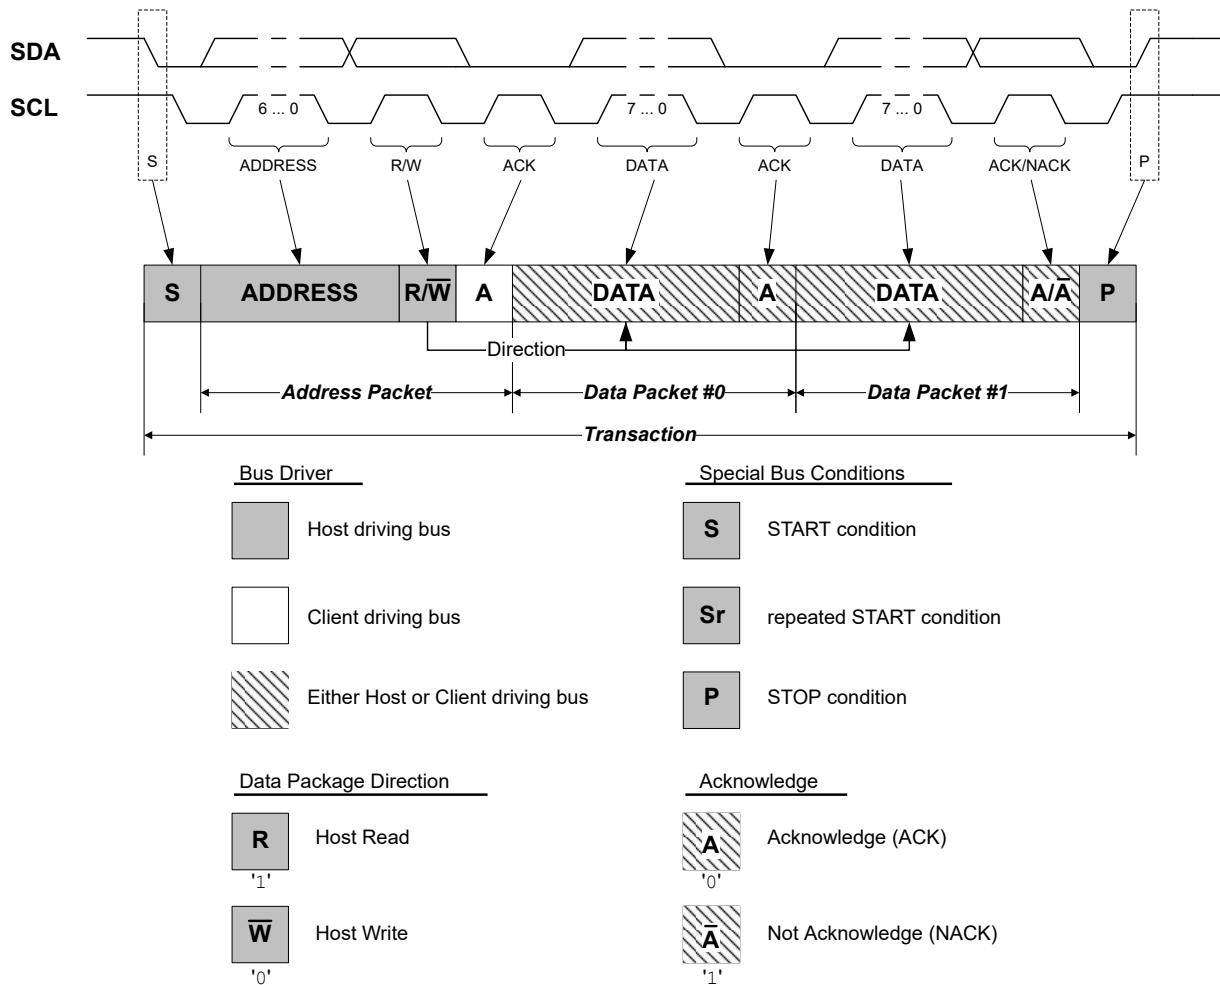 SDA
SCL
6 ... 0
7 ... 0
7 ... 0
S
ADDRESS
R/W
ACK
DATA
ACK
DATA
ACK/NACK
P
S
ADDRESS
R/W̅
A
DATA
A
DATA
A/A̅
P
Direction
Address Packet
Data Packet #0
Data Packet #1
Transaction
Bus Driver
Special Bus Conditions
Host driving bus
S
START condition
Client driving bus
Sr
repeated START condition
Either Host or Client driving bus
P
STOP condition
Data Package Direction
Acknowledge
R
Host Read
'1'
A
Acknowledge (ACK)
'0'
W̅
Host Write
'0'
A̅
Not Acknowledge (NACK)
'1'